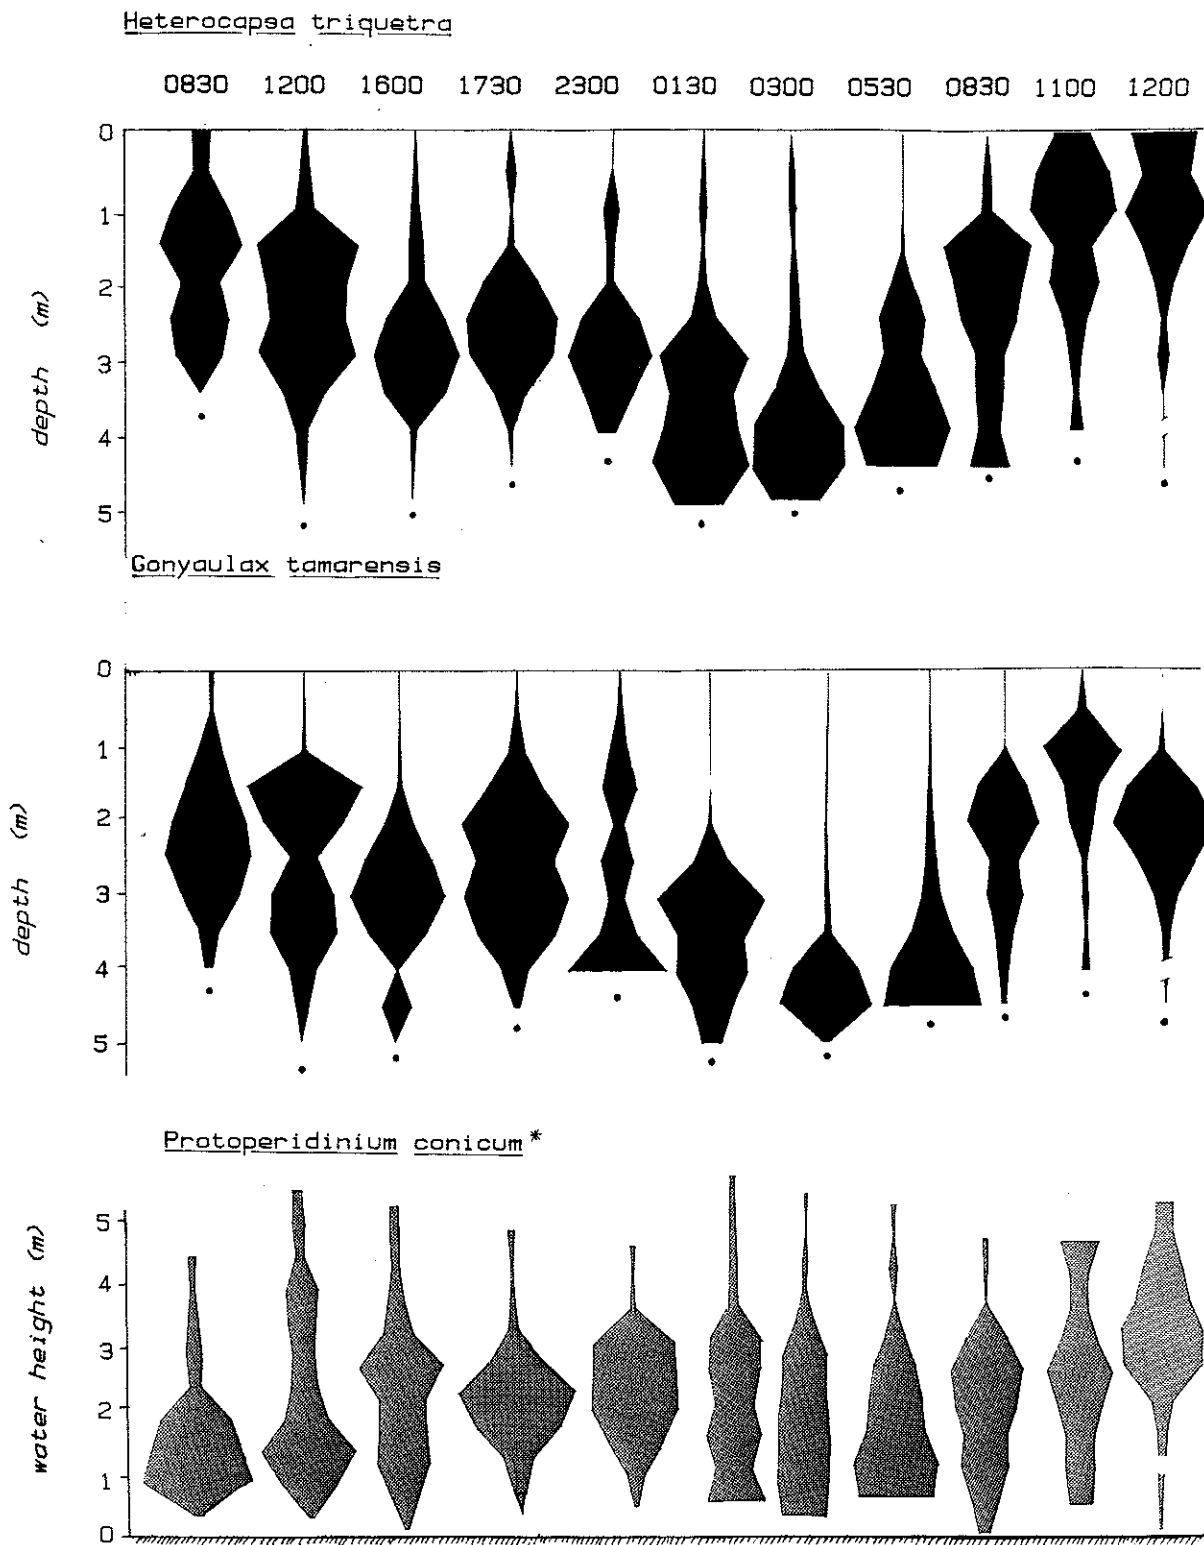 Heterocapsa triquetra
0830 1200 1600 1730 2300 0130 0300 0530 0830 1100 1200
0
1
2
3
4
5
depth (m)
Gonyaulax tamarensis
0
1
2
3
4
5
depth (m)
Protoperidinium conicum*
5
4
3
2
1
0
water height (m)